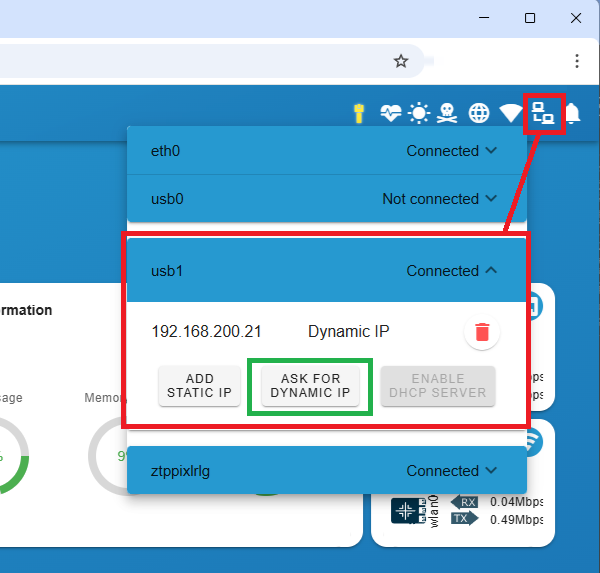 eth0 Connected
usb0 Not connected
usb1 Connected
rmation
192.168.200.21 Dynamic IP
ADD
STATIC IP
ASK FOR
DYNAMIC IP
ENABLE
DHCP SERVER
sage
Memor
%
9
ztppixlrlg Connected
bps
bps
wlan0
RX 0.04Mbps
TX 0.49Mbps